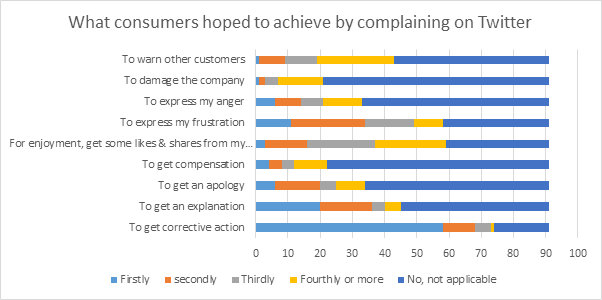 What consumers hoped to achieve by complaining on Twitter
To warn other customers
To damage the company
To express my anger
To express my frustration
For enjoyment, get some likes & shares from my...
To get compensation
To get an apology
To get an explanation
To get corrective action
0 10 20 30 40 50 60 70 80 90 100
Firstly secondly Thirdly Fourthly or more No, not applicable